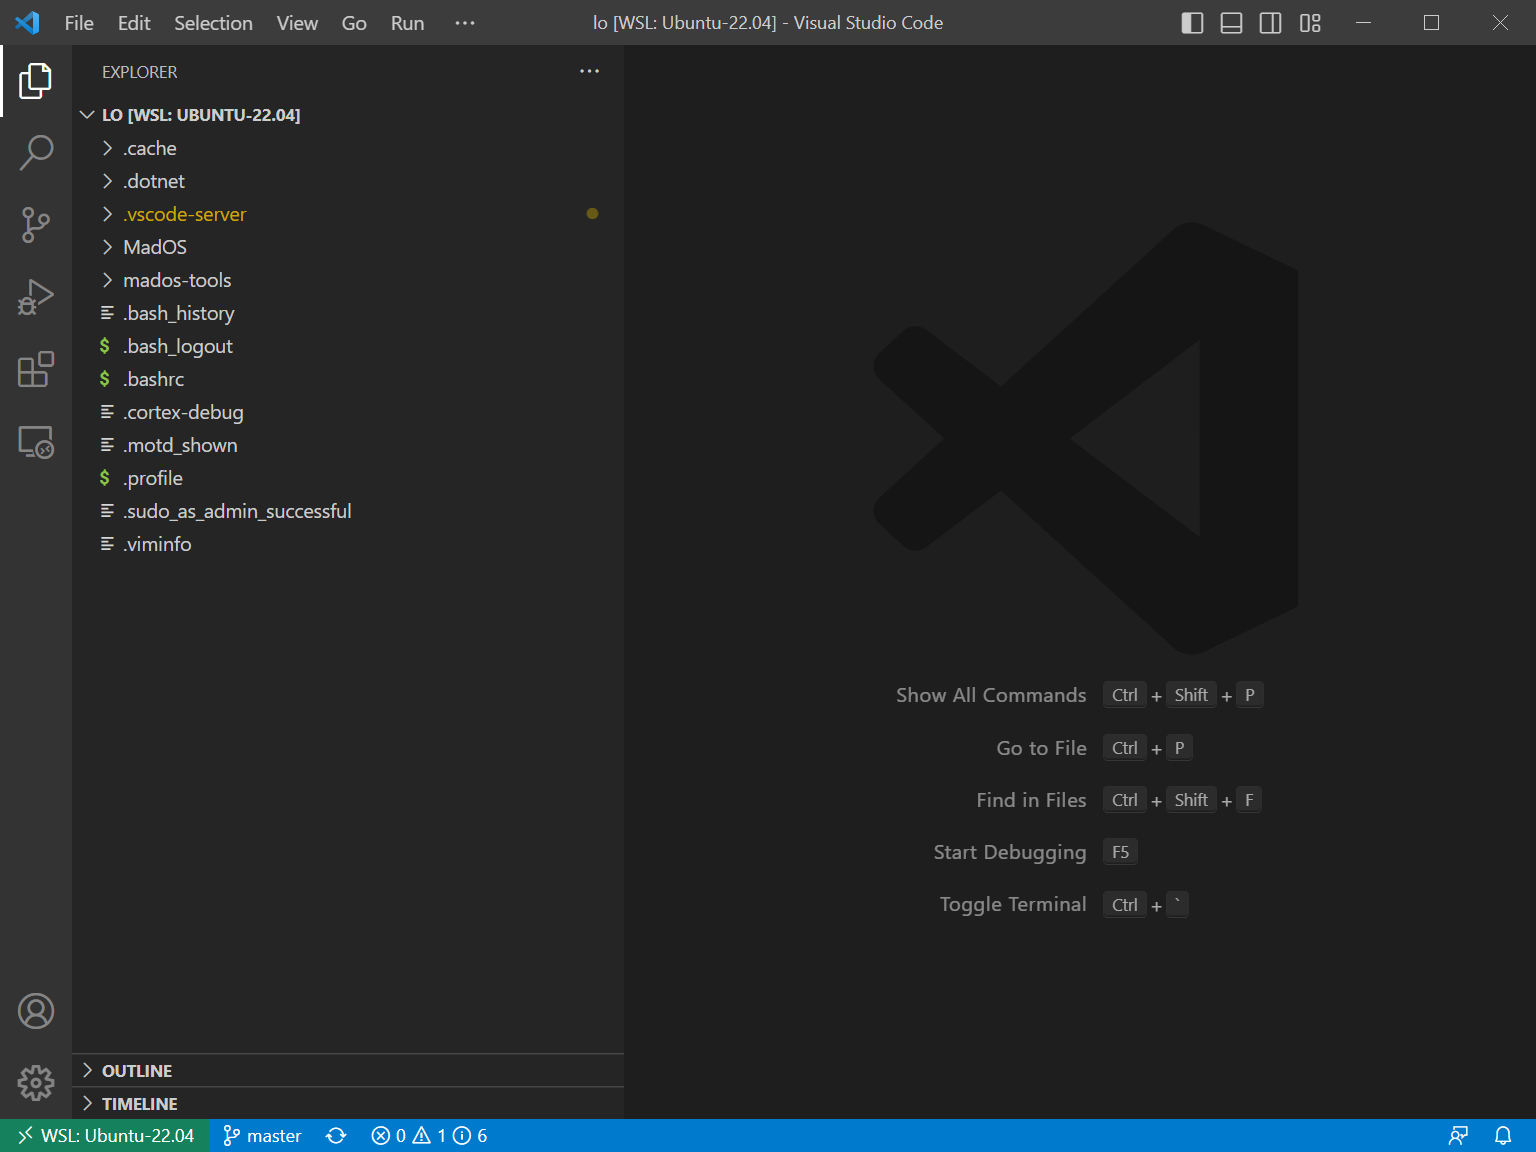 File Edit Selection View Go Run ··· lo [WSL: Ubuntu-22.04] - Visual Studio Code
EXPLORER ···
LO [WSL: UBUNTU-22.04]
.cache
.dotnet
.vscode-server
MadOS
mados-tools
.bash_history
$ .bash_logout
$ .bashrc
.cortex-debug
.motd_shown
$ .profile
.sudo_as_admin_successful
.viminfo
Show All Commands Ctrl + Shift + P
Go to File Ctrl + P
Find in Files Ctrl + Shift + F
Start Debugging F5
Toggle Terminal Ctrl + `
OUTLINE
TIMELINE
WSL: Ubuntu-22.04 master 0 1 6